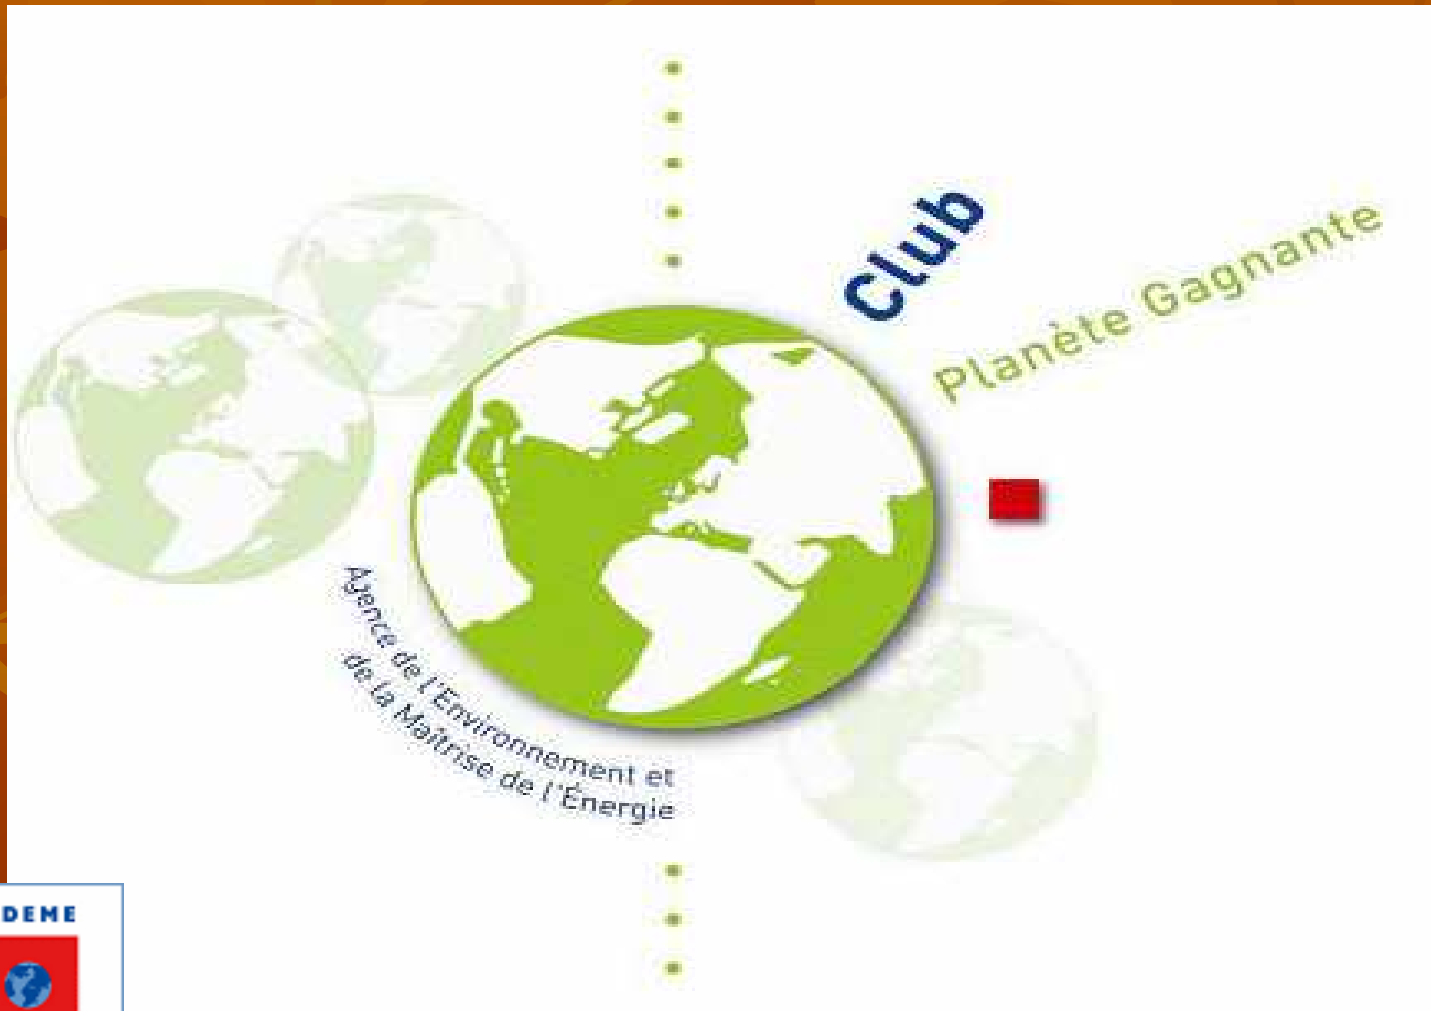 Club
Planète Gagnante
Agence de l'Environnement et
de la Maîtrise de l'Énergie
DEME